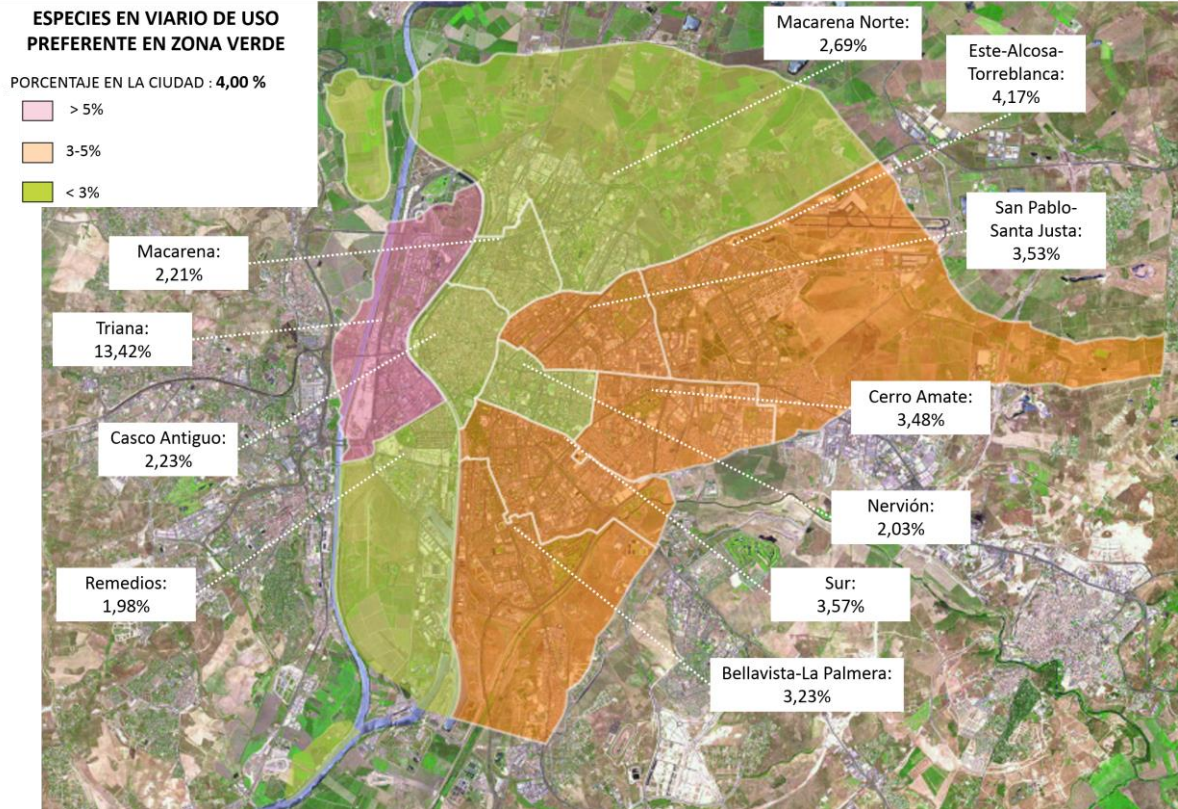 ESPECIES EN VIARIO DE USO
PREFERENTE EN ZONA VERDE
PORCENTAJE EN LA CIUDAD : 4,00 %
> 5%
3-5%
< 3%
Macarena Norte:
2,69%
Este-Alcosa-
Torreblanca:
4,17%
San Pablo-
Santa Justa:
3,53%
Macarena:
2,21%
Triana:
13,42%
Casco Antiguo:
2,23%
Cerro Amate:
3,48%
Nervión:
2,03%
Remedios:
1,98%
Sur:
3,57%
Bellavista-La Palmera:
3,23%